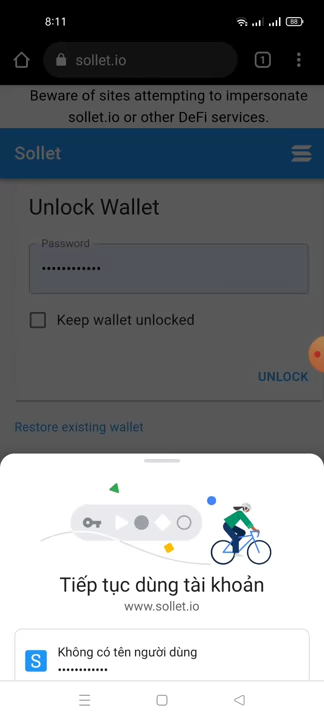 8:11
88
sollet.io
1
Beware of sites attempting to impersonate
sollet.io or other DeFi services.
Sollet
Unlock Wallet
Password
••••••••••••
Keep wallet unlocked
UNLOCK
Restore existing wallet
Tiếp tục dùng tài khoản
www.sollet.io
S
Không có tên người dùng
••••••••••••